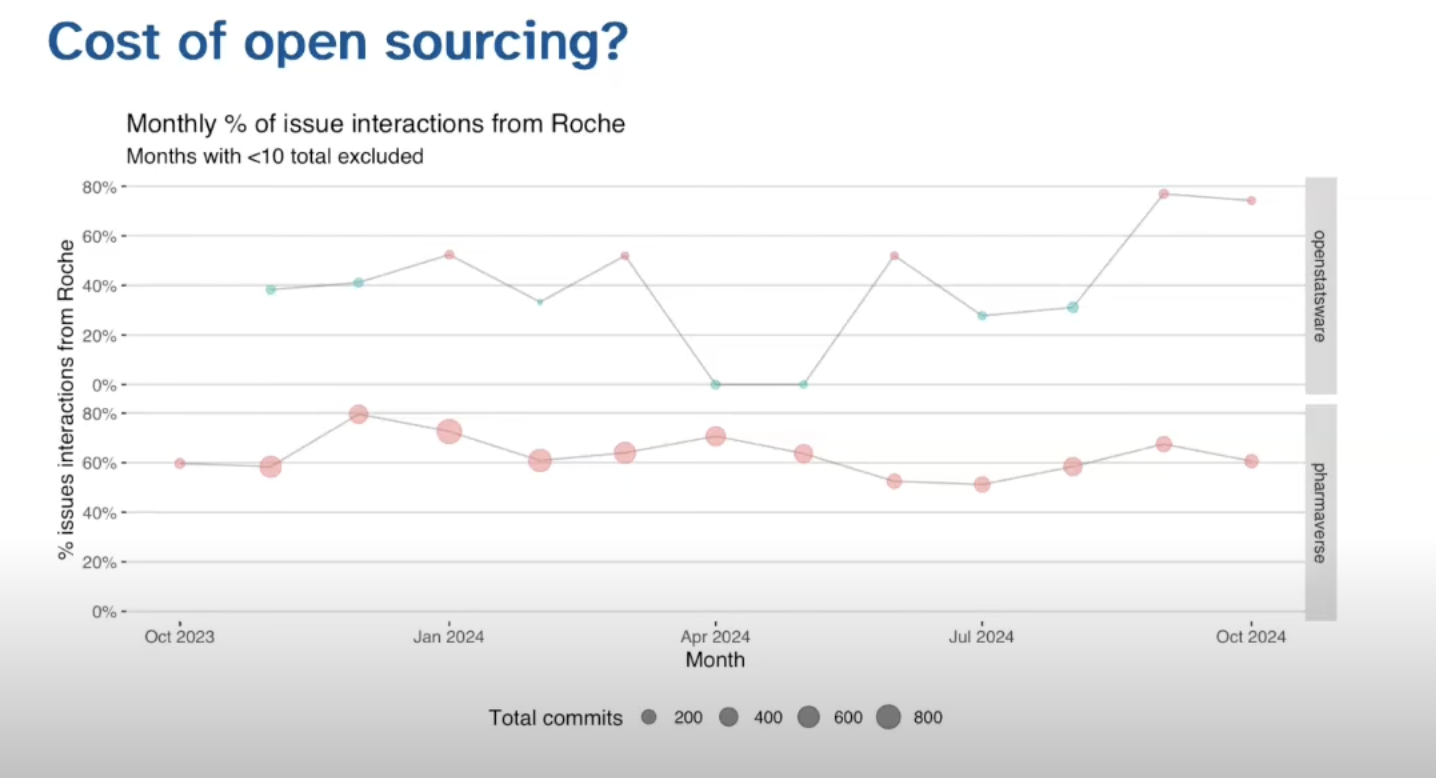 Cost of open sourcing?
Monthly % of issue interactions from Roche
Months with <10 total excluded
% issues interactions from Roche
80%
60%
40%
20%
0%
openstatsware
80%
60%
40%
20%
0%
pharmaverse
Oct 2023 Jan 2024 Apr 2024 Jul 2024 Oct 2024
Month
Total commits 200 400 600 800